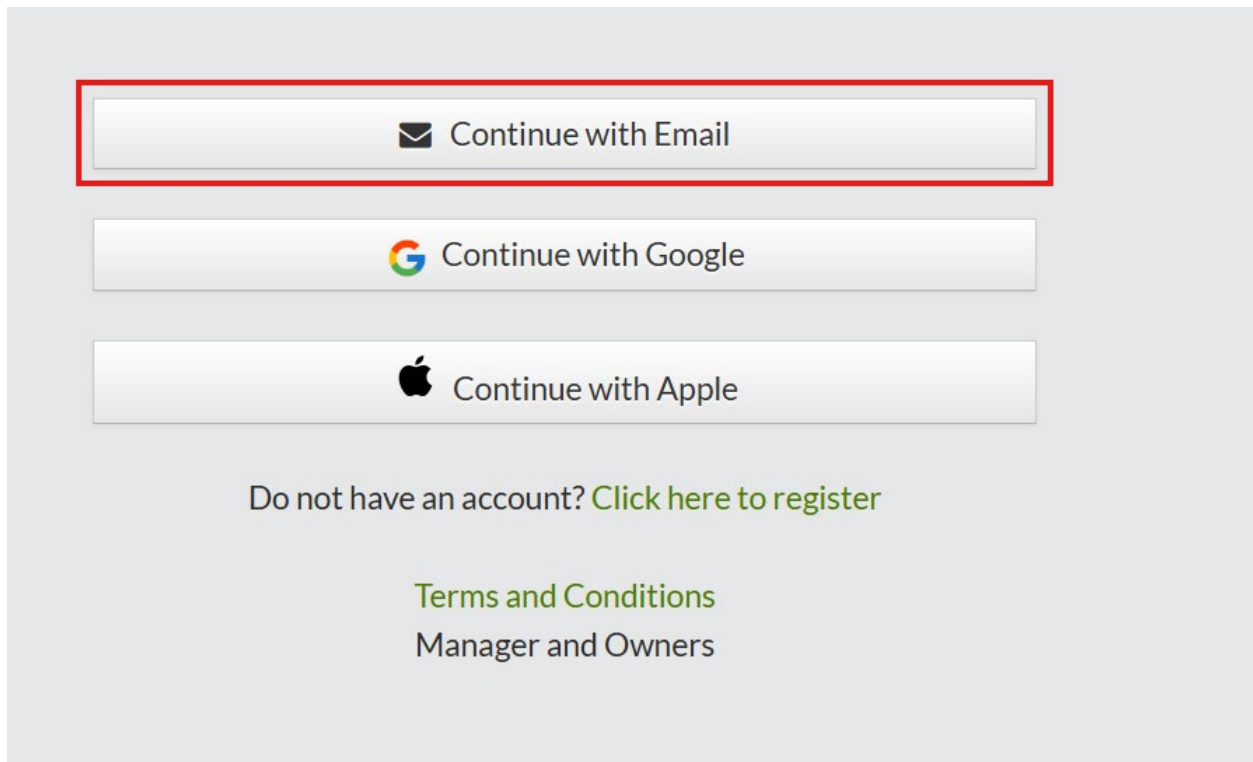 Continue with Email
Continue with Google
Continue with Apple
Do not have an account? Click here to register
Terms and Conditions
Manager and Owners